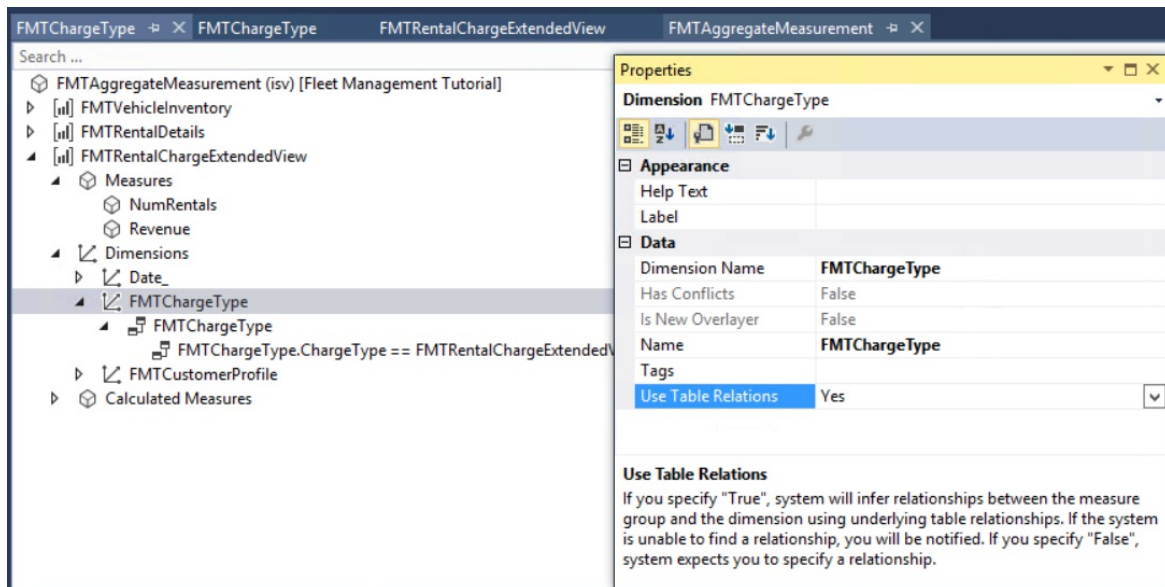 FMTChargeType
FMTChargeType
FMTRentalChargeExtendedView
FMTAggregateMeasurement
Search ...
FMTAggregateMeasurement (isv) [Fleet Management Tutorial]
FMTVehicleInventory
FMTRentalDetails
FMTRentalChargeExtendedView
Measures
NumRentals
Revenue
Dimensions
Date_
FMTChargeType
FMTChargeType
FMTChargeType.ChargeType == FMTRentalChargeExtendedV
FMTCustomerProfile
Calculated Measures
Properties
Dimension FMTChargeType
Appearance
Help Text
Label
Data
Dimension Name FMTChargeType
Has Conflicts False
Is New Overlayer False
Name FMTChargeType
Tags
Use Table Relations Yes
Use Table Relations
If you specify "True", system will infer relationships between the measure
group and the dimension using underlying table relationships. If the system
is unable to find a relationship, you will be notified. If you specify "False",
system expects you to specify a relationship.